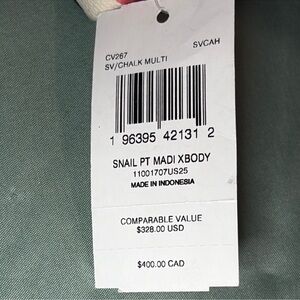 CV267 SVCAH
SV/CHALK MULTI
1 96395 42131 2
SNAIL PT MADI XBODY
11001707US25
MADE IN INDONESIA
COMPARABLE VALUE
$328.00 USD
$400.00 CAD